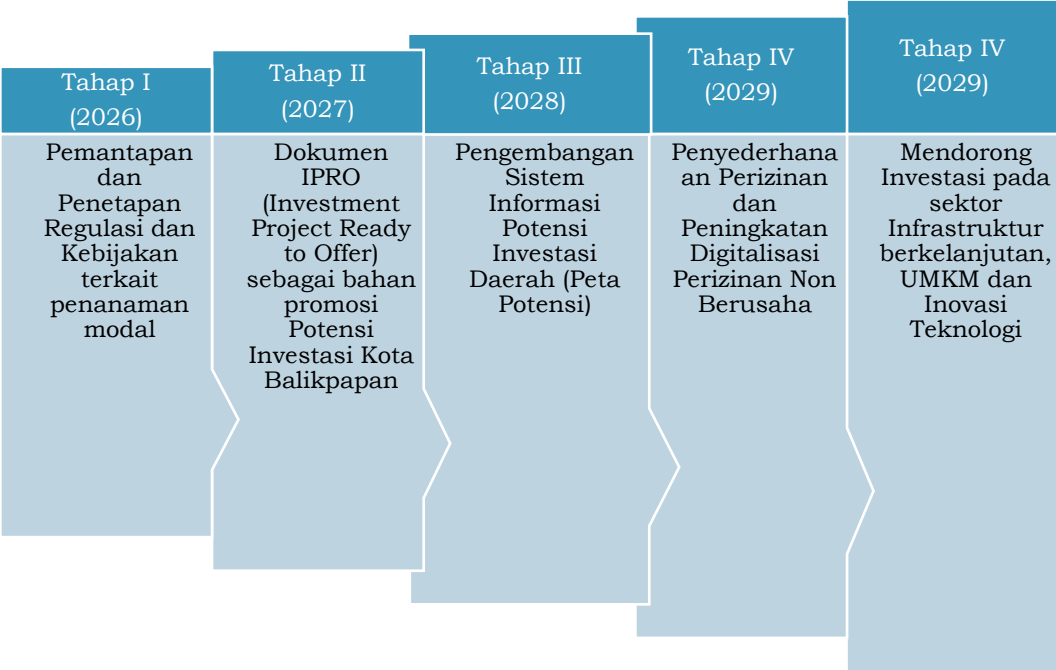 Tahap I
(2026)
Pemantapan
dan
Penetapan
Regulasi dan
Kebijakan
terkait
penanaman
modal
Tahap II
(2027)
Dokumen
IPRO
(Investment
Project Ready
to Offer)
sebagai bahan
promosi
Potensi
Investasi Kota
Balikpapan
Tahap III
(2028)
Pengembangan
Sistem
Informasi
Potensi
Investasi
Daerah (Peta
Potensi)
Tahap IV
(2029)
Penyederhana
an Perizinan
dan
Peningkatan
Digitalisasi
Perizinan Non
Berusaha
Tahap IV
(2029)
Mendorong
Investasi pada
sektor
Infrastruktur
berkelanjutan,
UMKM dan
Inovasi
Teknologi